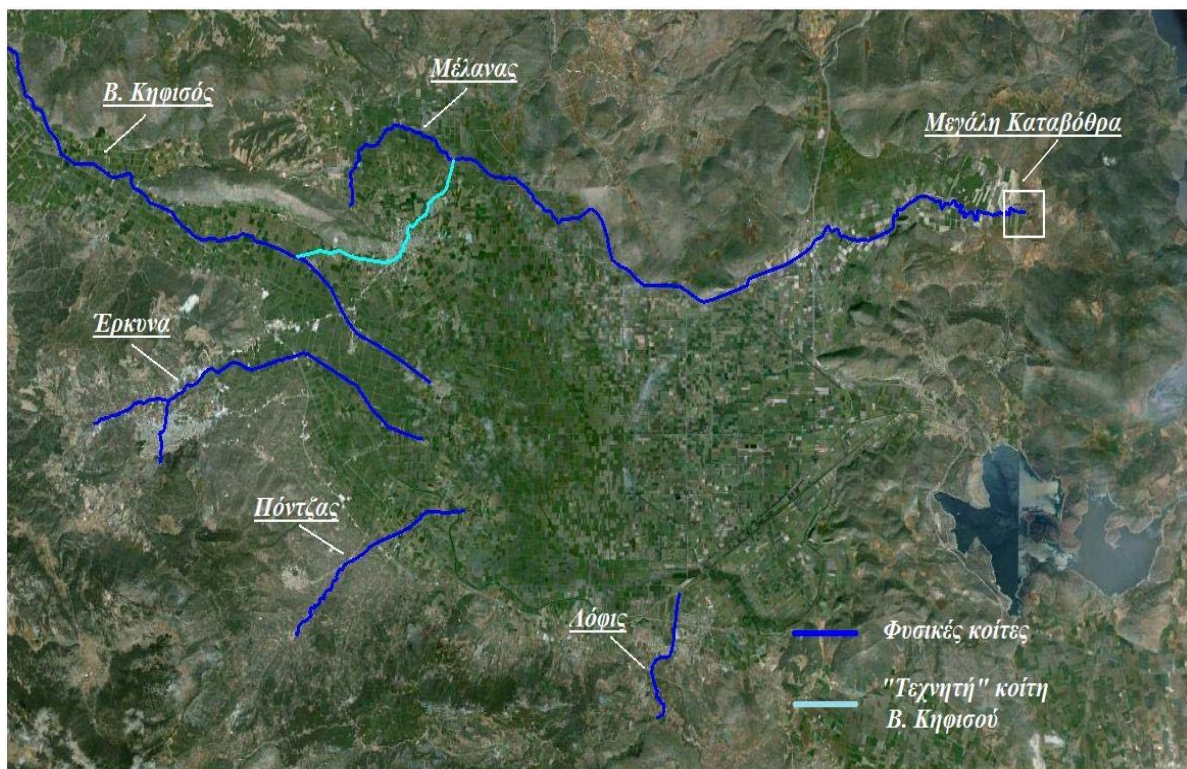 Μέλανας
Β. Κηφισός
Μεγάλη Καταβόθρα
Έρκυνα
Πόντζας
Λόφις
Φυσικές κοίτες
"Τεχνητή" κοίτη
Β. Κηφισού